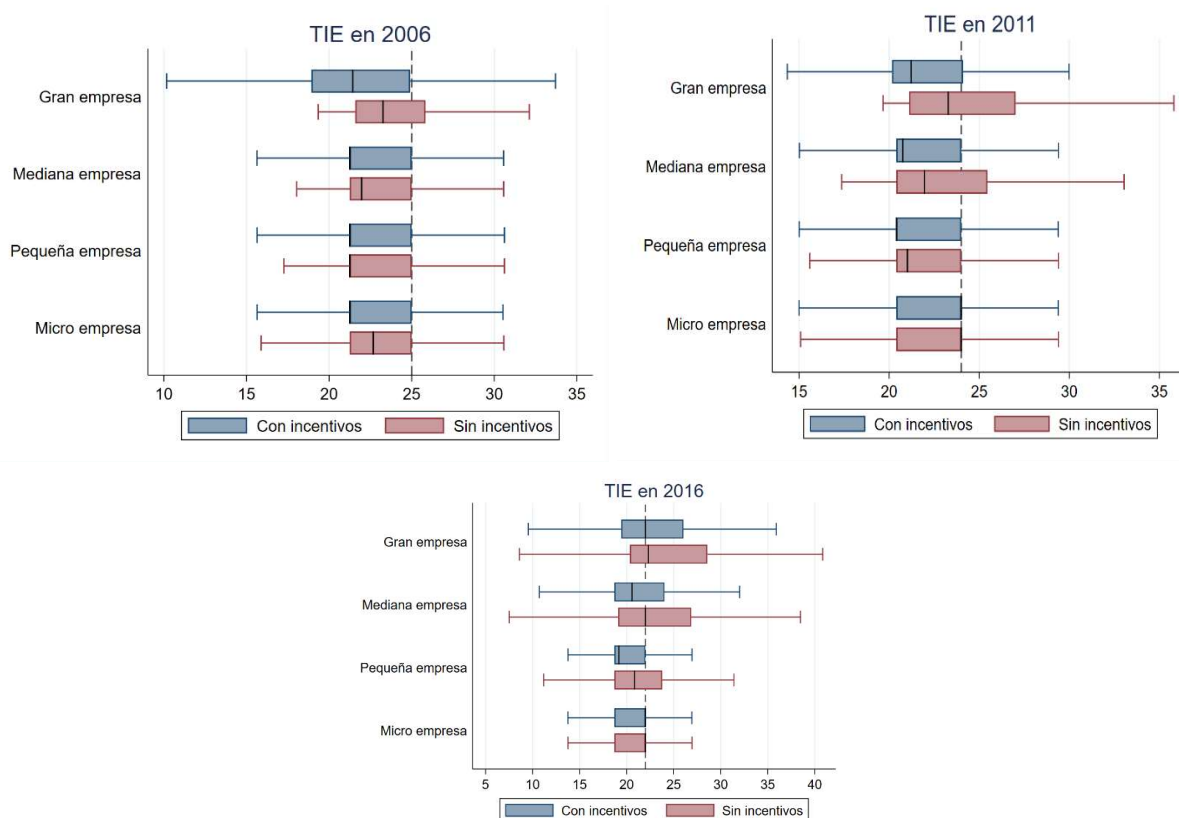 TIE en 2006
Gran empresa
Mediana empresa
Pequeña empresa
Micro empresa
10 15 20 25 30 35
Con incentivos Sin incentivos
TIE en 2011
Gran empresa
Mediana empresa
Pequeña empresa
Micro empresa
15 20 25 30 35
Con incentivos Sin incentivos
TIE en 2016
Gran empresa
Mediana empresa
Pequeña empresa
Micro empresa
5 10 15 20 25 30 35 40
Con incentivos Sin incentivos